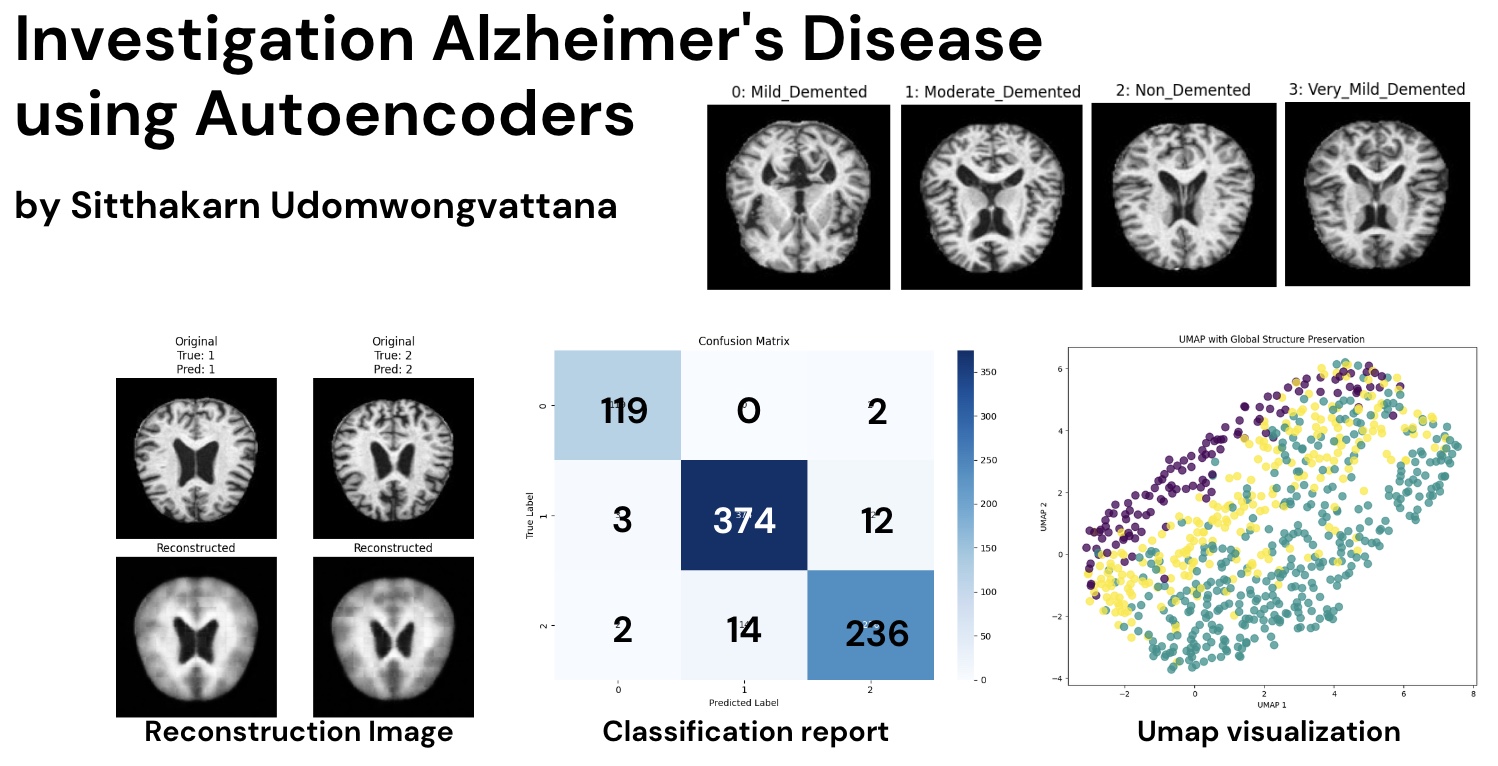 Investigation Alzheimer's Disease
using Autoencoders
by Sitthakarn Udomwongvattana
0: Mild_Demented
1: Moderate_Demented
2: Non_Demented
3: Very_Mild_Demented
Original
True: 1
Pred: 1
Original
True: 2
Pred: 2
Reconstructed
Reconstructed
Reconstruction Image
Confusion Matrix
True Label
0
1
2
119
0
2
3
374
12
2
14
236
0
1
2
Predicted Label
350
300
250
200
150
100
50
0
Classification report
UMAP with Global Structure Preservation
UMAP 2
6
4
2
0
−2
−4
−2
0
2
4
6
8
UMAP 1
Umap visualization